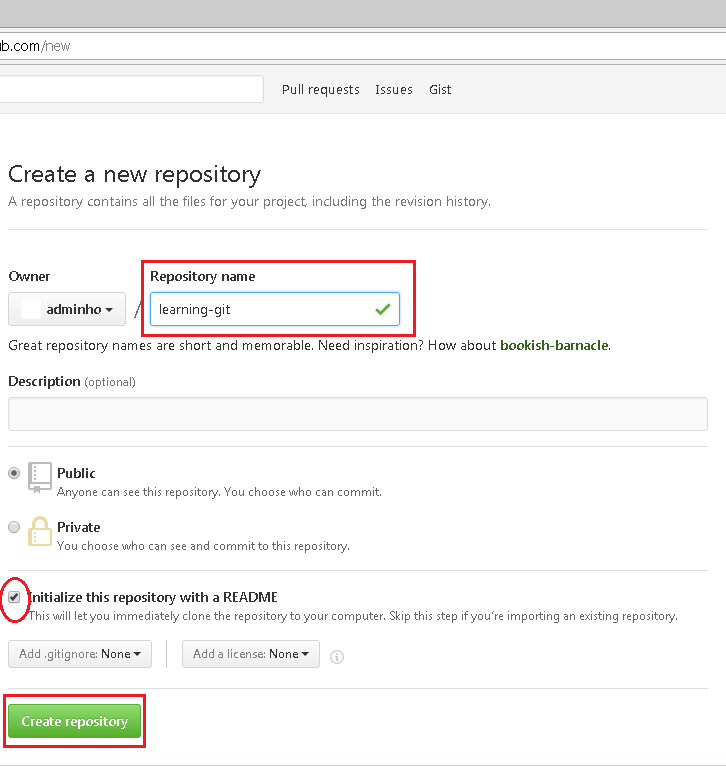 ub.com/new
Pull requests Issues Gist
Create a new repository
A repository contains all the files for your project, including the revision history.
Owner Repository name
adminho / learning-git
Great repository names are short and memorable. Need inspiration? How about bookish-barnacle.
Description (optional)
Public
Anyone can see this repository. You choose who can commit.
Private
You choose who can see and commit to this repository.
Initialize this repository with a README
This will let you immediately clone the repository to your computer. Skip this step if you're importing an existing repository.
Add .gitignore: None Add a license: None
Create repository